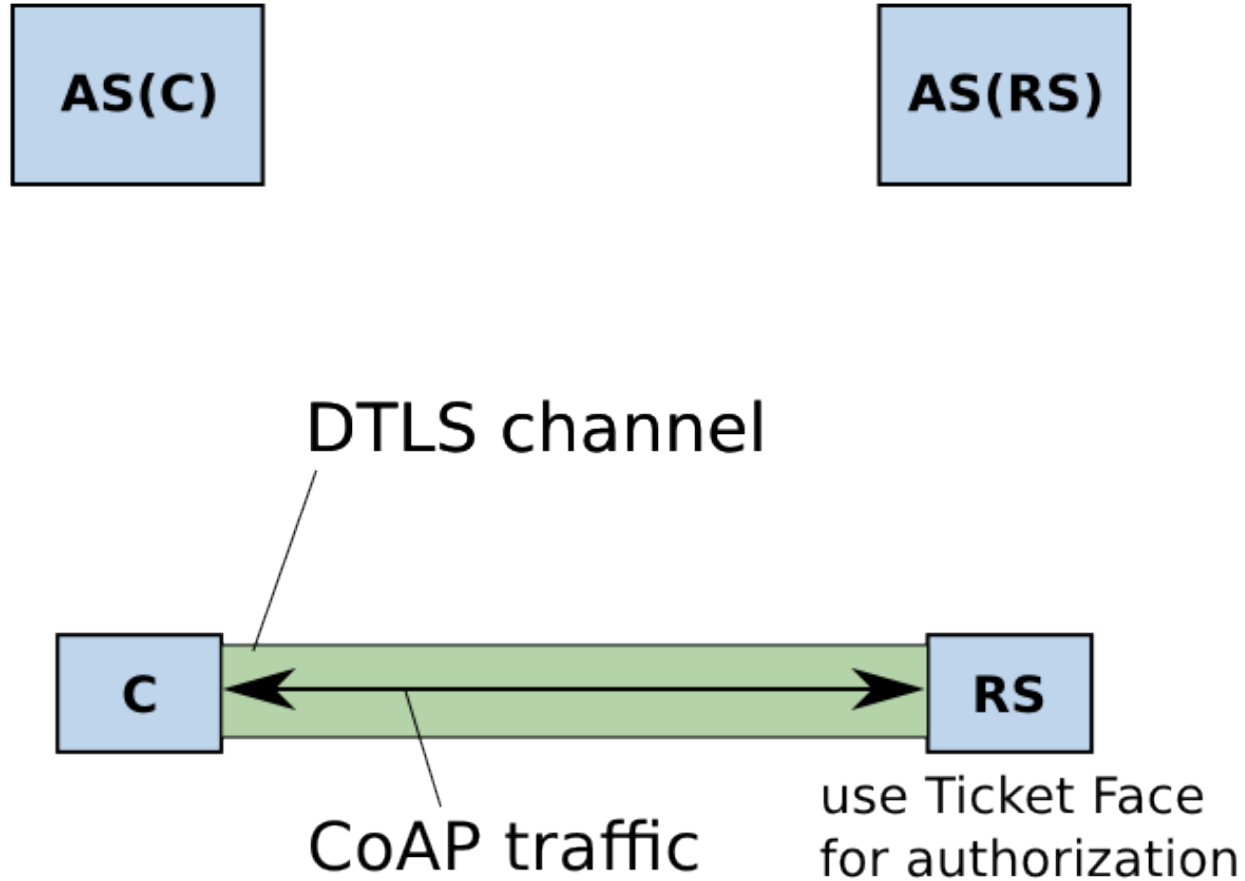 AS(C)
AS(RS)
DTLS channel
C
RS
CoAP traffic
use Ticket Face
for authorization